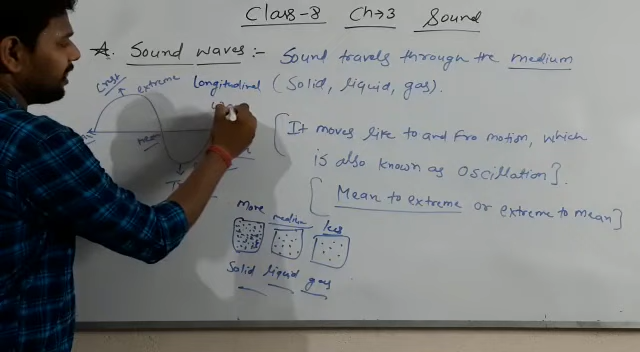 Class-8 Ch→3 Sound
A. Sound waves:- Sound travels through the medium
(Solid, liquid, gas).
Crest
extreme
Longitudinal
Mean
It moves like to and fro motion, which
is also known as oscillation].
[Mean to extreme or extreme to mean]
more medium less
Solid liquid gas